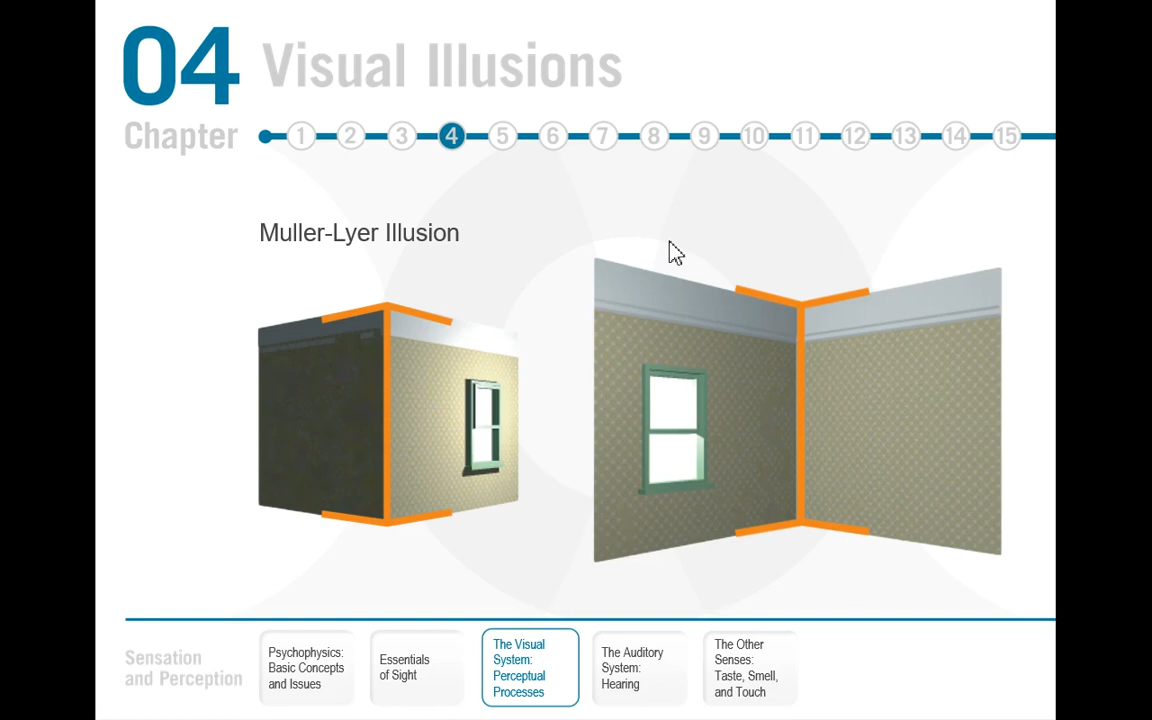 04 Visual Illusions
Chapter 1 2 3 4 5 6 7 8 9 10 11 12 13 14 15
Muller-Lyer Illusion
Sensation
and Perception
Psychophysics:
Basic Concepts
and Issues
Essentials
of Sight
The Visual
System:
Perceptual
Processes
The Auditory
System:
Hearing
The Other
Senses:
Taste, Smell,
and Touch